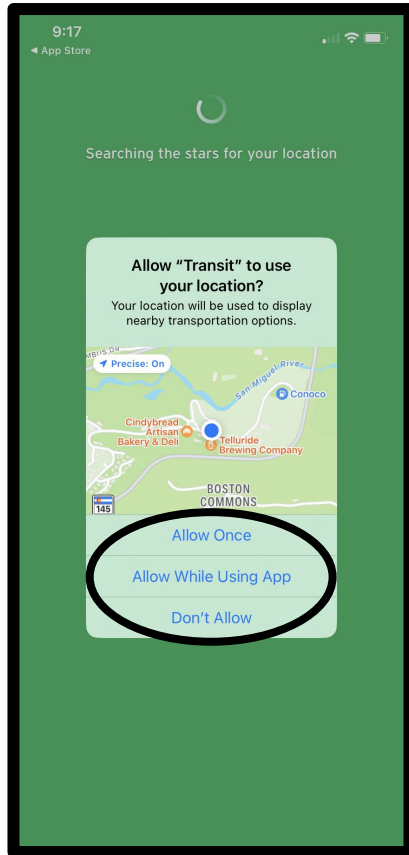 9:17
◀ App Store
Searching the stars for your location
Allow “Transit” to use
your location?
Your location will be used to display
nearby transportation options.
Precise: On
San Miguel River
Conoco
Cindybread
Artisan
Bakery & Deli
Telluride
Brewing Company
BOSTON
COMMONS
145
Allow Once
Allow While Using App
Don’t Allow